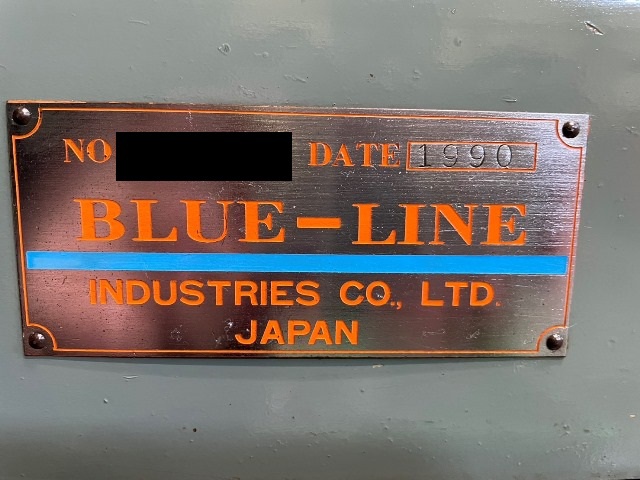 NO DATE 1990
BLUE-LINE
INDUSTRIES CO., LTD.
JAPAN